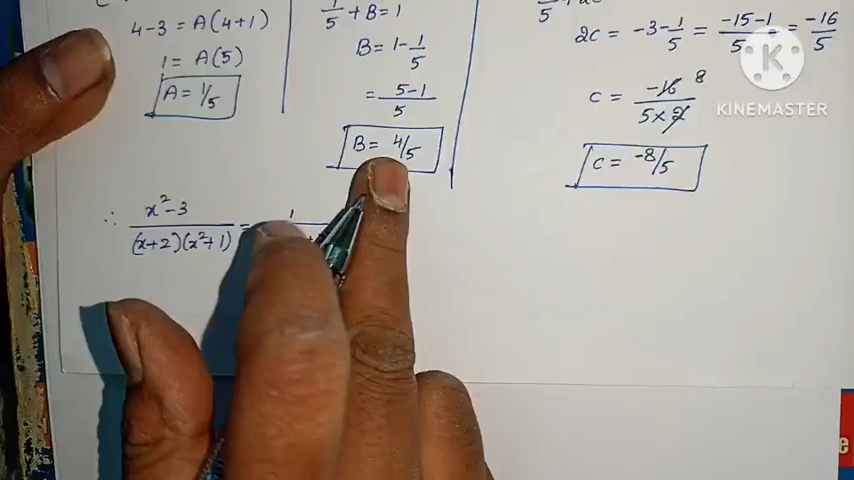 4-3 = A(4+1)
1 = A(5)
A = 1/5
1/5 + B = 1
B = 1 - 1/5
= 5-1/5
B = 4/5
2c = -3 - 1/5 = -15-1/5 = -16/5
c = -16 8/5×2
c = -8/5
∴ x²-3/(x+2)(x²+1) = 1
K
KINEMASTER